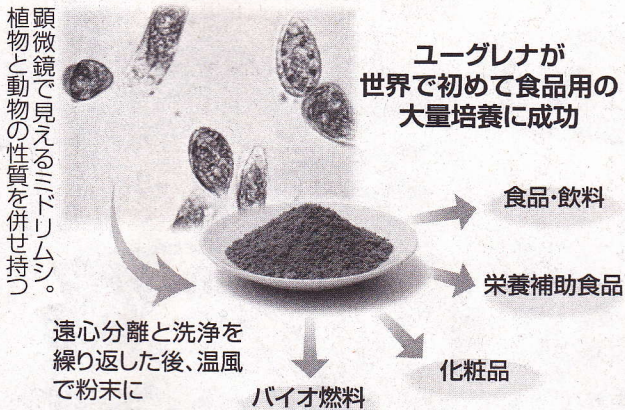 ユーグレナが
世界で初めて食品用の
大量培養に成功
顕微鏡で見えるミドリムシ。
植物と動物の性質を併せ持つ
食品・飲料
栄養補助食品
化粧品
バイオ燃料
遠心分離と洗浄を
繰り返した後、温風
で粉末に